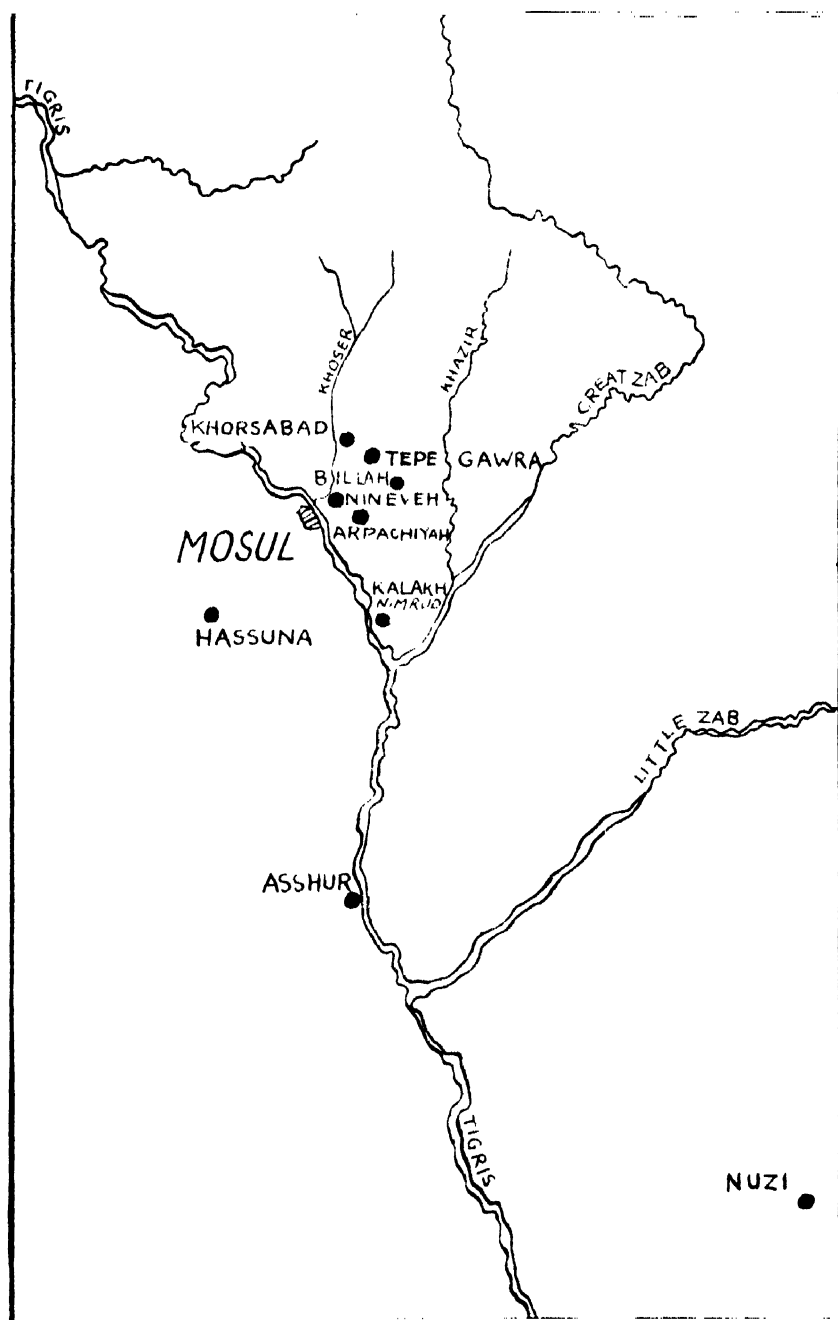 TIGRIS
KHOSER
KHAZIR
GREAT ZAB
KHORSABAD
TEPE GAWRA
BILLAH
NINEVEH
ARPACHIYAH
MOSUL
KALAKH
NIMRUD
HASSUNA
LITTLE ZAB
ASSHUR
TIGRIS
NUZI